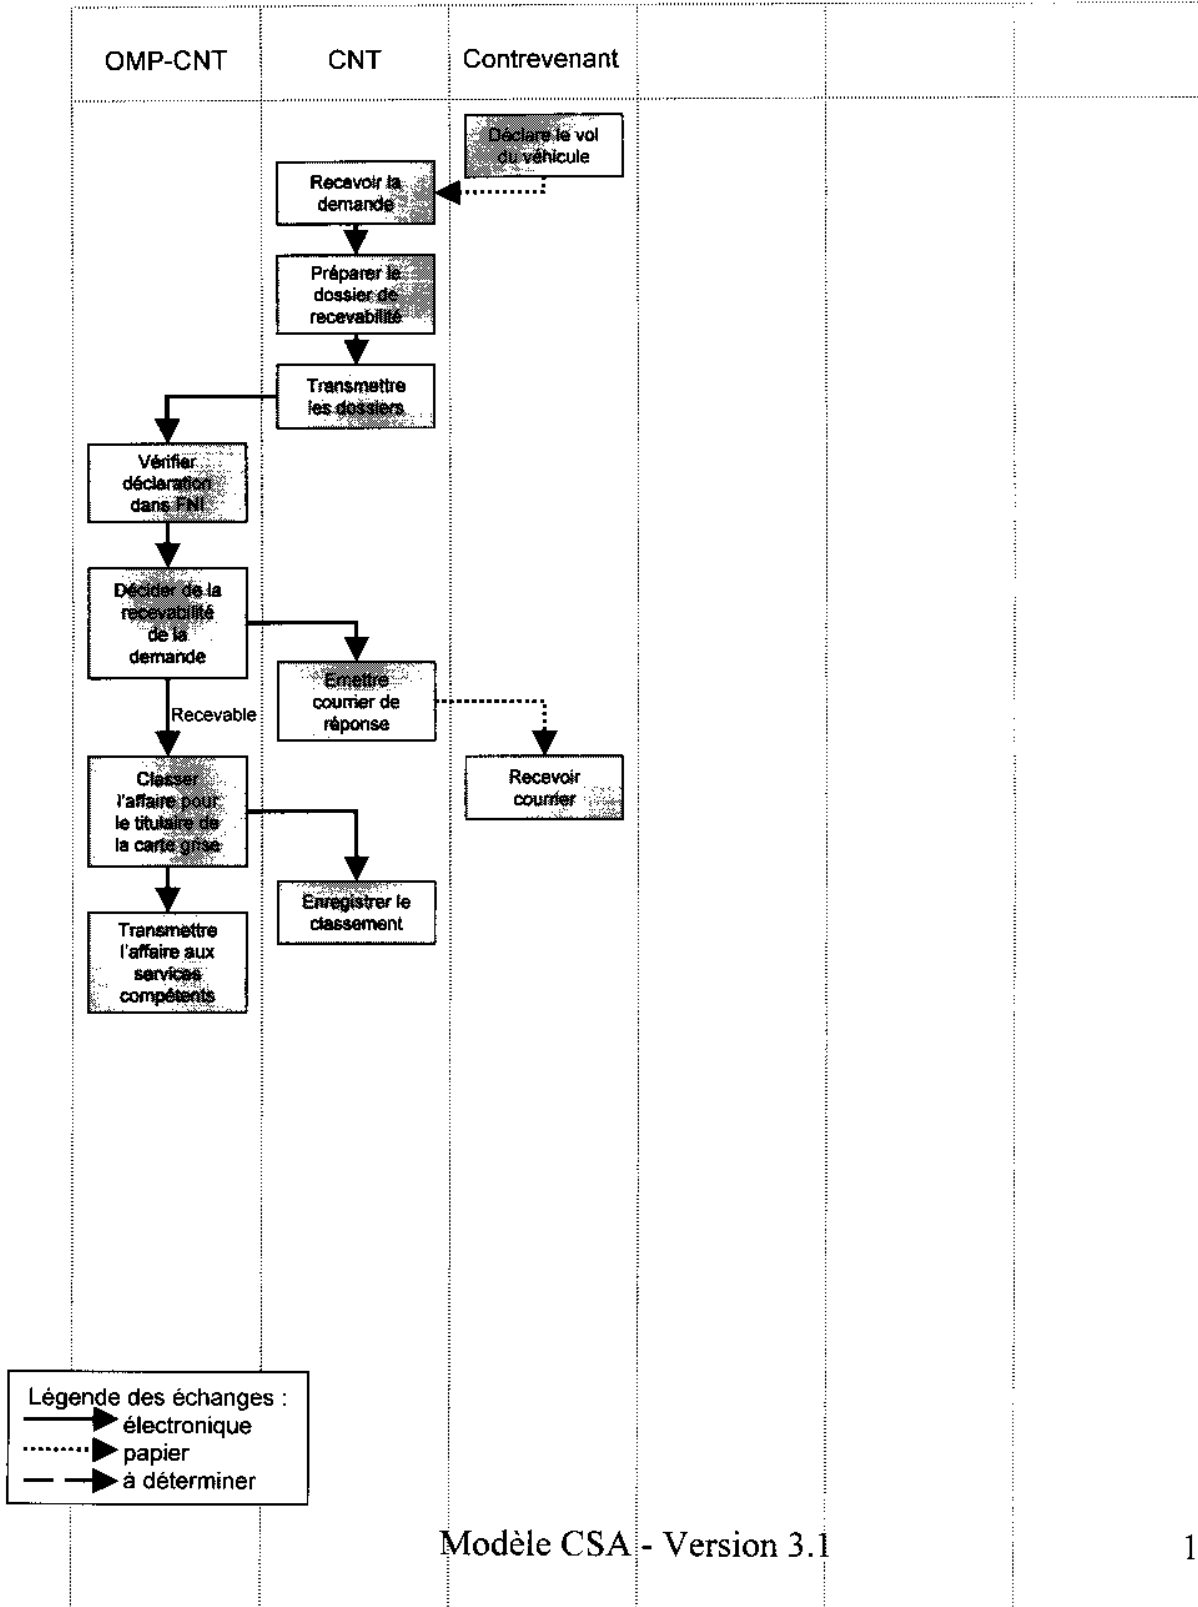 OMP-CNT
CNT
Contrevenant
Déclare le vol
du véhicule
Recevoir la
demande
Préparer le
dossier de
recevabilité
Transmettre
les dossiers
Vérifier
déclaration
dans FNI
Décider de la
recevabilité
de la
demande
Emettre
courrier de
réponse
Recevable
Classer
l'affaire pour
le titulaire de
la carte grise
Recevoir
courrier
Enregistrer le
classement
Transmettre
l'affaire aux
services
compétents
Légende des échanges :
électronique
papier
à déterminer
Modèle CSA - Version 3.1
1